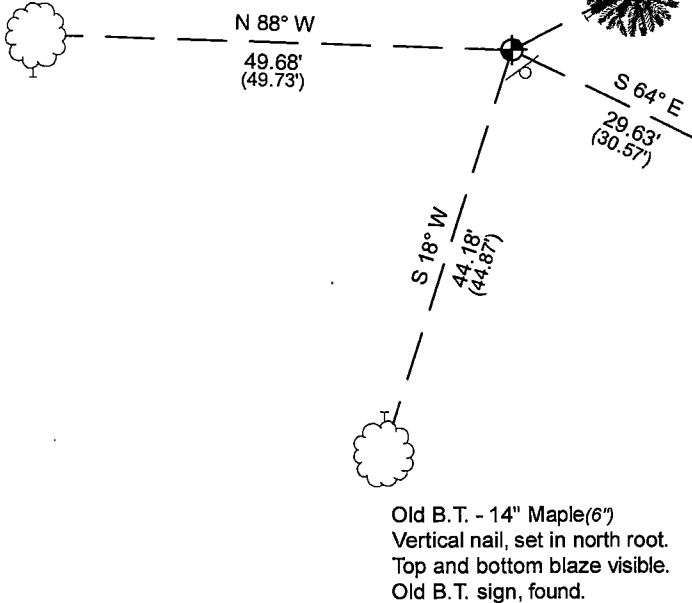 N 88° W
49.68'
(49.73')
S 64° E
29.63'
(30.57')
S 18° W
44.18'
(44.87')
Old B.T. - 14" Maple(6")
Vertical nail, set in north root.
Top and bottom blaze visible.
Old B.T. sign, found.